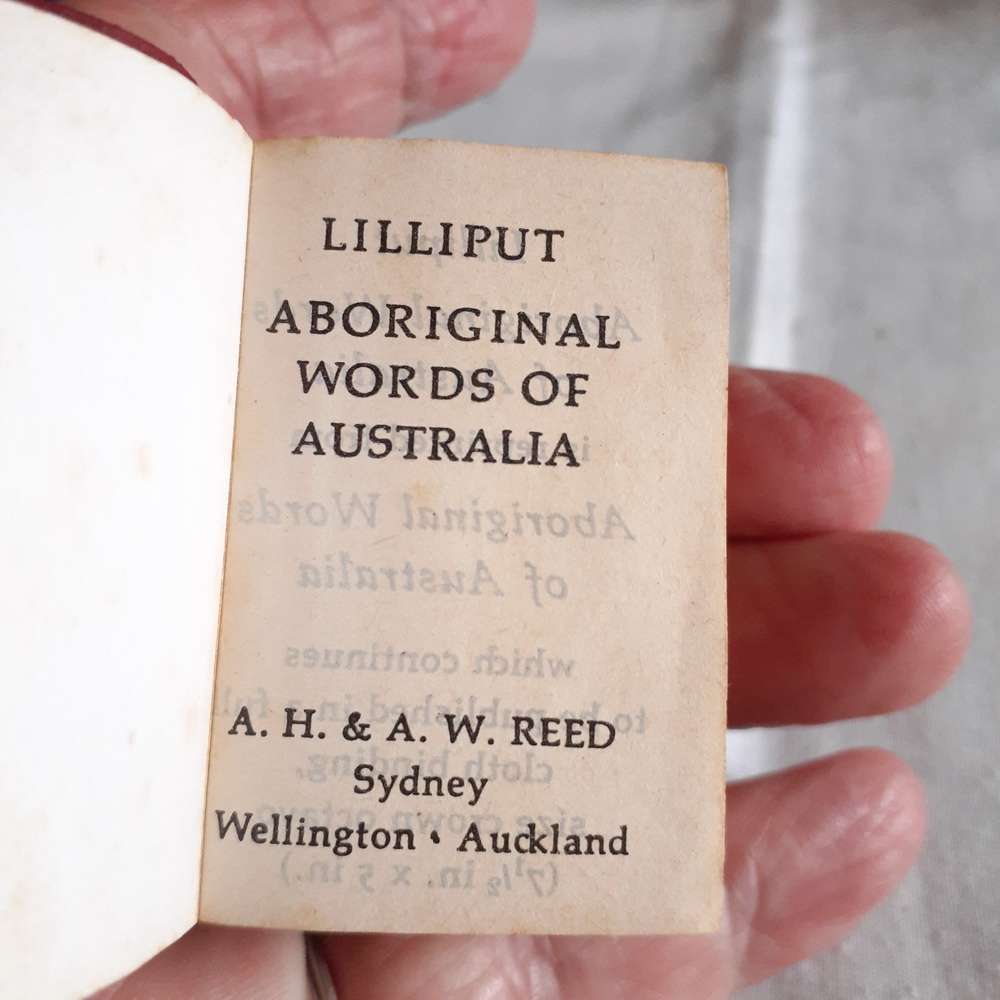 LILLIPUT
ABORIGINAL
WORDS OF
AUSTRALIA
A. H. & A. W. REED
Sydney
Wellington • Auckland